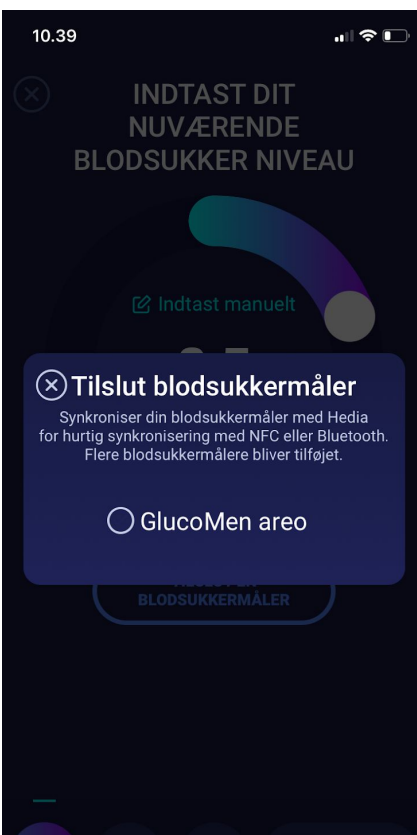 10.39
INDTAST DIT
NUVÆRENDE
BLODSUKKER NIVEAU
Indtast manuelt
Tilslut blodsukkermåler
Synkroniser din blodsukkermåler med Hedia
for hurtig synkronisering med NFC eller Bluetooth.
Flere blodsukkermålere bliver tilføjet.
GlucoMen areo
BLODSUKKERMÅLER